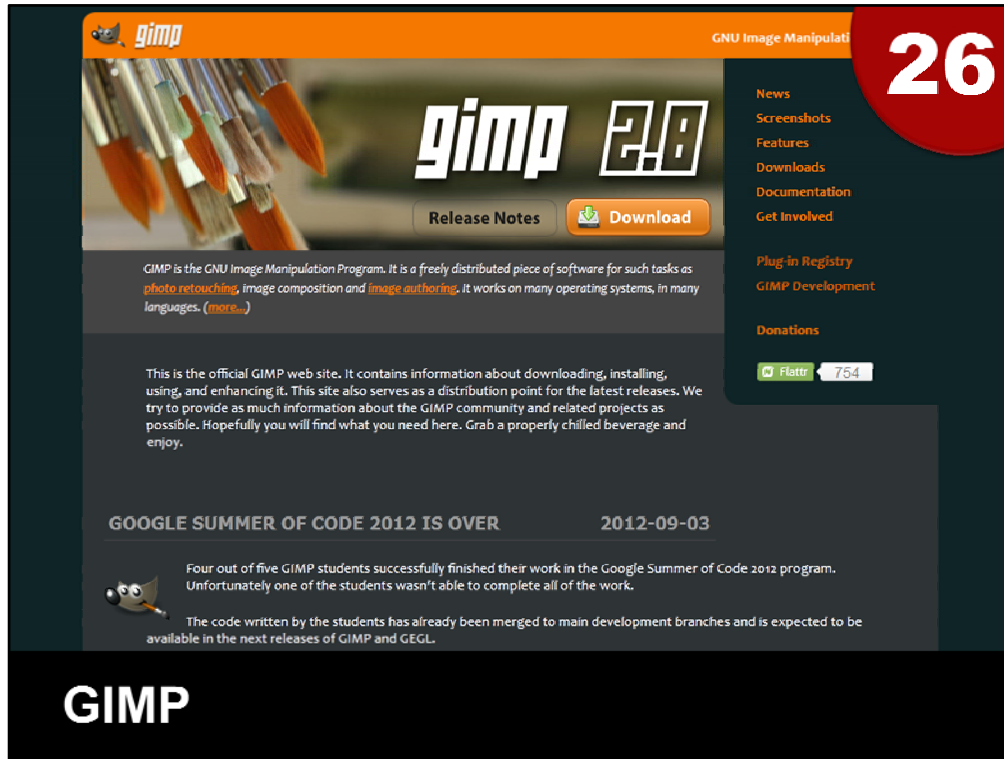 gimp
GNU Image Manipulati
26
gimp 2.8
Release Notes
Download
News
Screenshots
Features
Downloads
Documentation
Get Involved
Plug-in Registry
GIMP Development
Donations
Flattr 754
GIMP is the GNU Image Manipulation Program. It is a freely distributed piece of software for such tasks as
photo retouching, image composition and image authoring. It works on many operating systems, in many
languages. (more...)
This is the official GIMP web site. It contains information about downloading, installing,
using, and enhancing it. This site also serves as a distribution point for the latest releases. We
try to provide as much information about the GIMP community and related projects as
possible. Hopefully you will find what you need here. Grab a properly chilled beverage and
enjoy.
GOOGLE SUMMER OF CODE 2012 IS OVER 2012-09-03
Four out of five GIMP students successfully finished their work in the Google Summer of Code 2012 program.
Unfortunately one of the students wasn't able to complete all of the work.
The code written by the students has already been merged to main development branches and is expected to be
available in the next releases of GIMP and GEGL.
GIMP